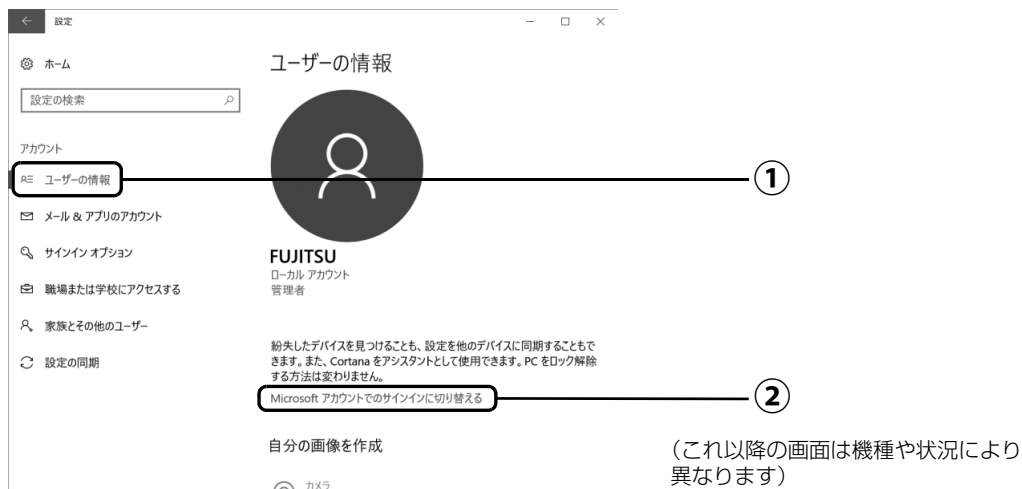 設定
ホーム
設定の検索
アカウント
ユーザーの情報
メール & アプリのアカウント
サインイン オプション
職場または学校にアクセスする
家族とその他のユーザー
設定の同期
ユーザーの情報
FUJITSU
ローカル アカウント
管理者
紛失したデバイスを見つけることも、設定を他のデバイスに同期することもで
きます。また、Cortana をアシスタントとして使用できます。PC をロック解除
する方法は変わりません。
Microsoft アカウントでのサインインに切り替える
自分の画像を作成
カメラ
①
②
（これ以降の画面は機種や状況により
異なります）